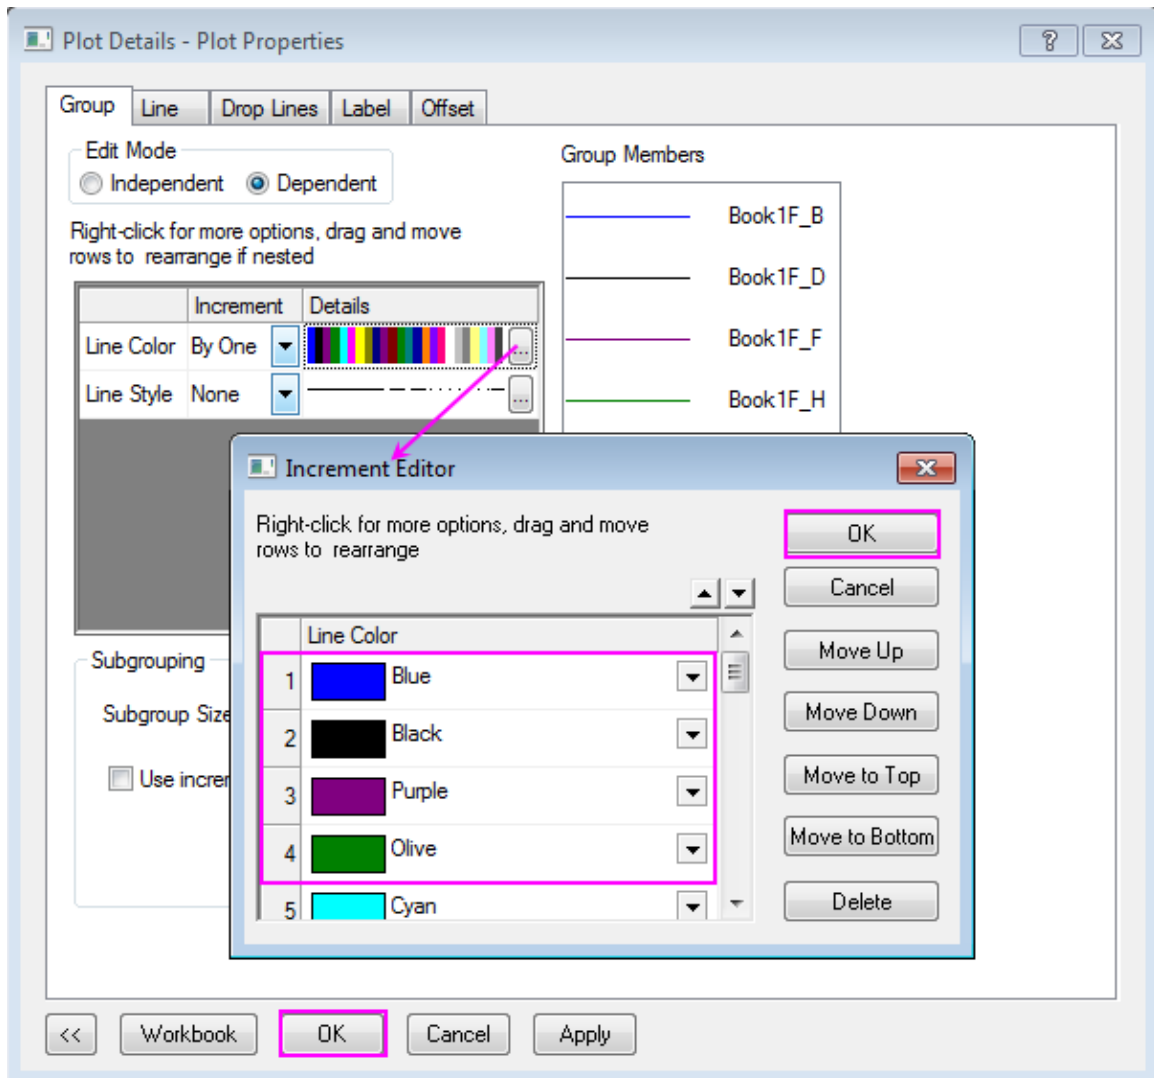 Plot Details - Plot Properties
Group Line Drop Lines Label Offset
Edit Mode
Independent Dependent
Right-click for more options, drag and move
rows to rearrange if nested
Increment Details
Line Color By One ...
Line Style None ...
Group Members
Book1F_B
Book1F_D
Book1F_F
Book1F_H
Subgrouping
Subgroup Size
Use increm
Increment Editor
Right-click for more options, drag and move
rows to rearrange
Line Color
1 Blue
2 Black
3 Purple
4 Olive
5 Cyan
OK
Cancel
Move Up
Move Down
Move to Top
Move to Bottom
Delete
<< Workbook OK Cancel Apply